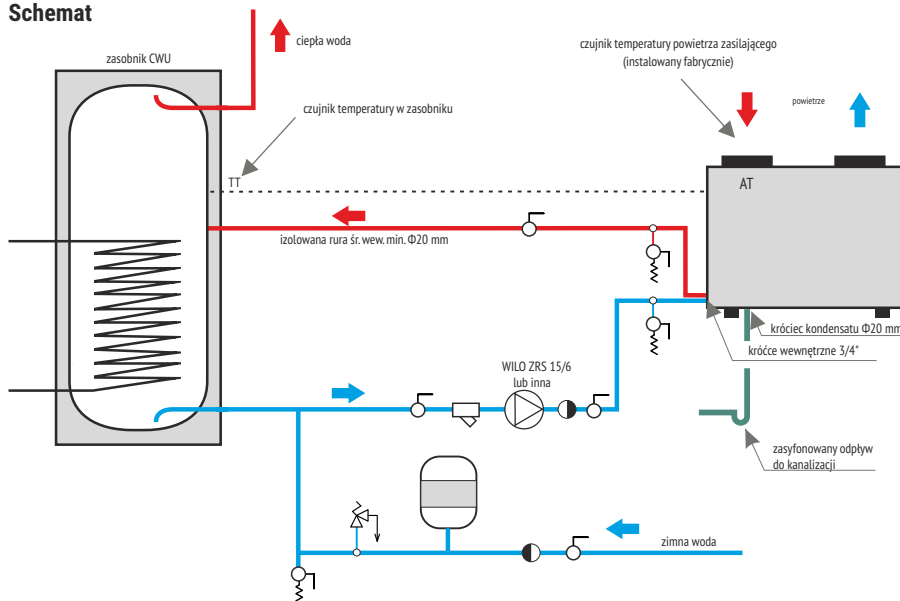 Schemat
ciepła woda
zasobnik CWU
czujnik temperatury powietrza zasilającego
(instalowany fabrycznie)
powietrze
czujnik temperatury w zasobniku
TT
AT
izolowana rura śr. wew. min. Φ20 mm
króciec kondensatu Φ20 mm
króćce wewnętrzne 3/4"
WILO ZRS 15/6
lub inna
zasyfonowany odpływ
do kanalizacji
zimna woda